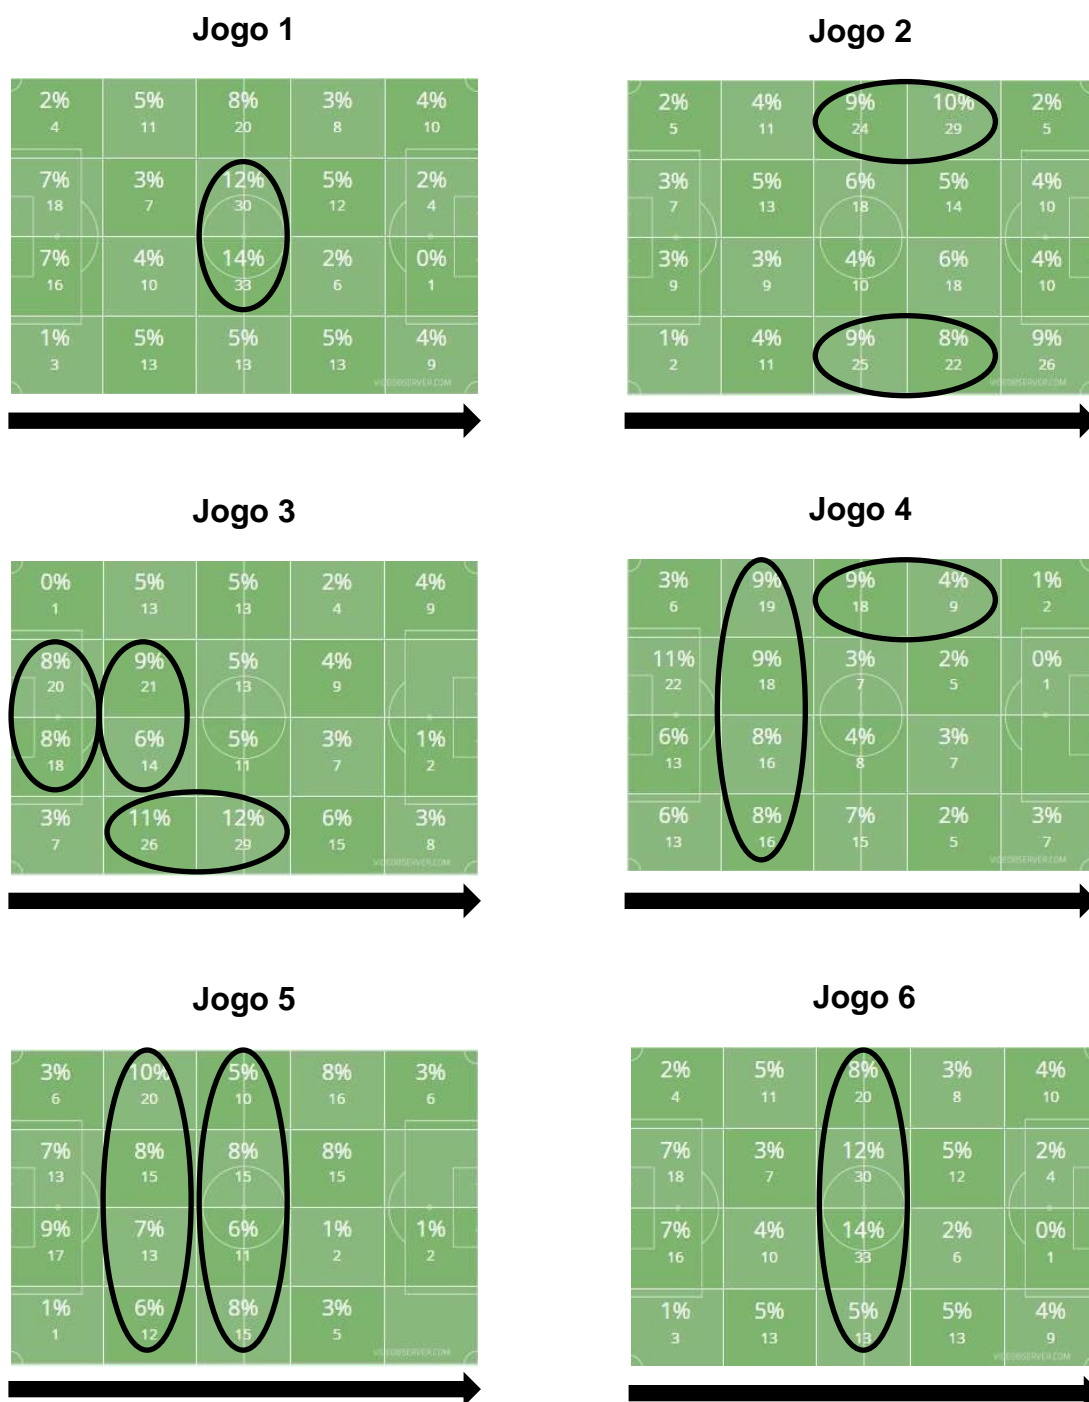 Jogo 1
2% 5% 8% 3% 4%
4 11 20 8 10
7% 3% 12% 5% 2%
18 7 30 12 4
7% 4% 14% 2% 0%
16 10 33 6 1
1% 5% 5% 5% 4%
3 13 13 13 9
VIDEOBSERVER.COM
Jogo 2
2% 4% 9% 10% 2%
5 11 24 29 5
3% 5% 6% 5% 4%
7 13 18 14 10
3% 3% 4% 6% 4%
9 9 10 18 10
1% 4% 9% 8% 9%
2 11 25 22 26
VIDEOBSERVER.COM
Jogo 3
0% 5% 5% 2% 4%
1 13 13 4 9
8% 9% 5% 4%
20 21 13 9
8% 6% 5% 3% 1%
18 14 11 7 2
3% 11% 12% 6% 3%
7 26 29 15 8
VIDEOBSERVER.COM
Jogo 4
3% 9% 9% 4% 1%
6 19 18 9 2
11% 9% 3% 2% 0%
22 18 7 5 1
6% 8% 4% 3%
13 16 8 7
6% 8% 7% 2% 3%
13 16 15 5 7
VIDEOBSERVER.COM
Jogo 5
3% 10% 5% 8% 3%
6 20 10 16 6
7% 8% 8% 8%
13 15 15 15
9% 7% 6% 1% 1%
17 13 11 2 2
1% 6% 8% 3%
1 12 15 5
VIDEOBSERVER.COM
Jogo 6
2% 5% 8% 3% 4%
4 11 20 8 10
7% 3% 12% 5% 2%
18 7 30 12 4
7% 4% 14% 2% 0%
16 10 33 6 1
1% 5% 5% 5% 4%
3 13 13 13 9
VIDEOBSERVER.COM